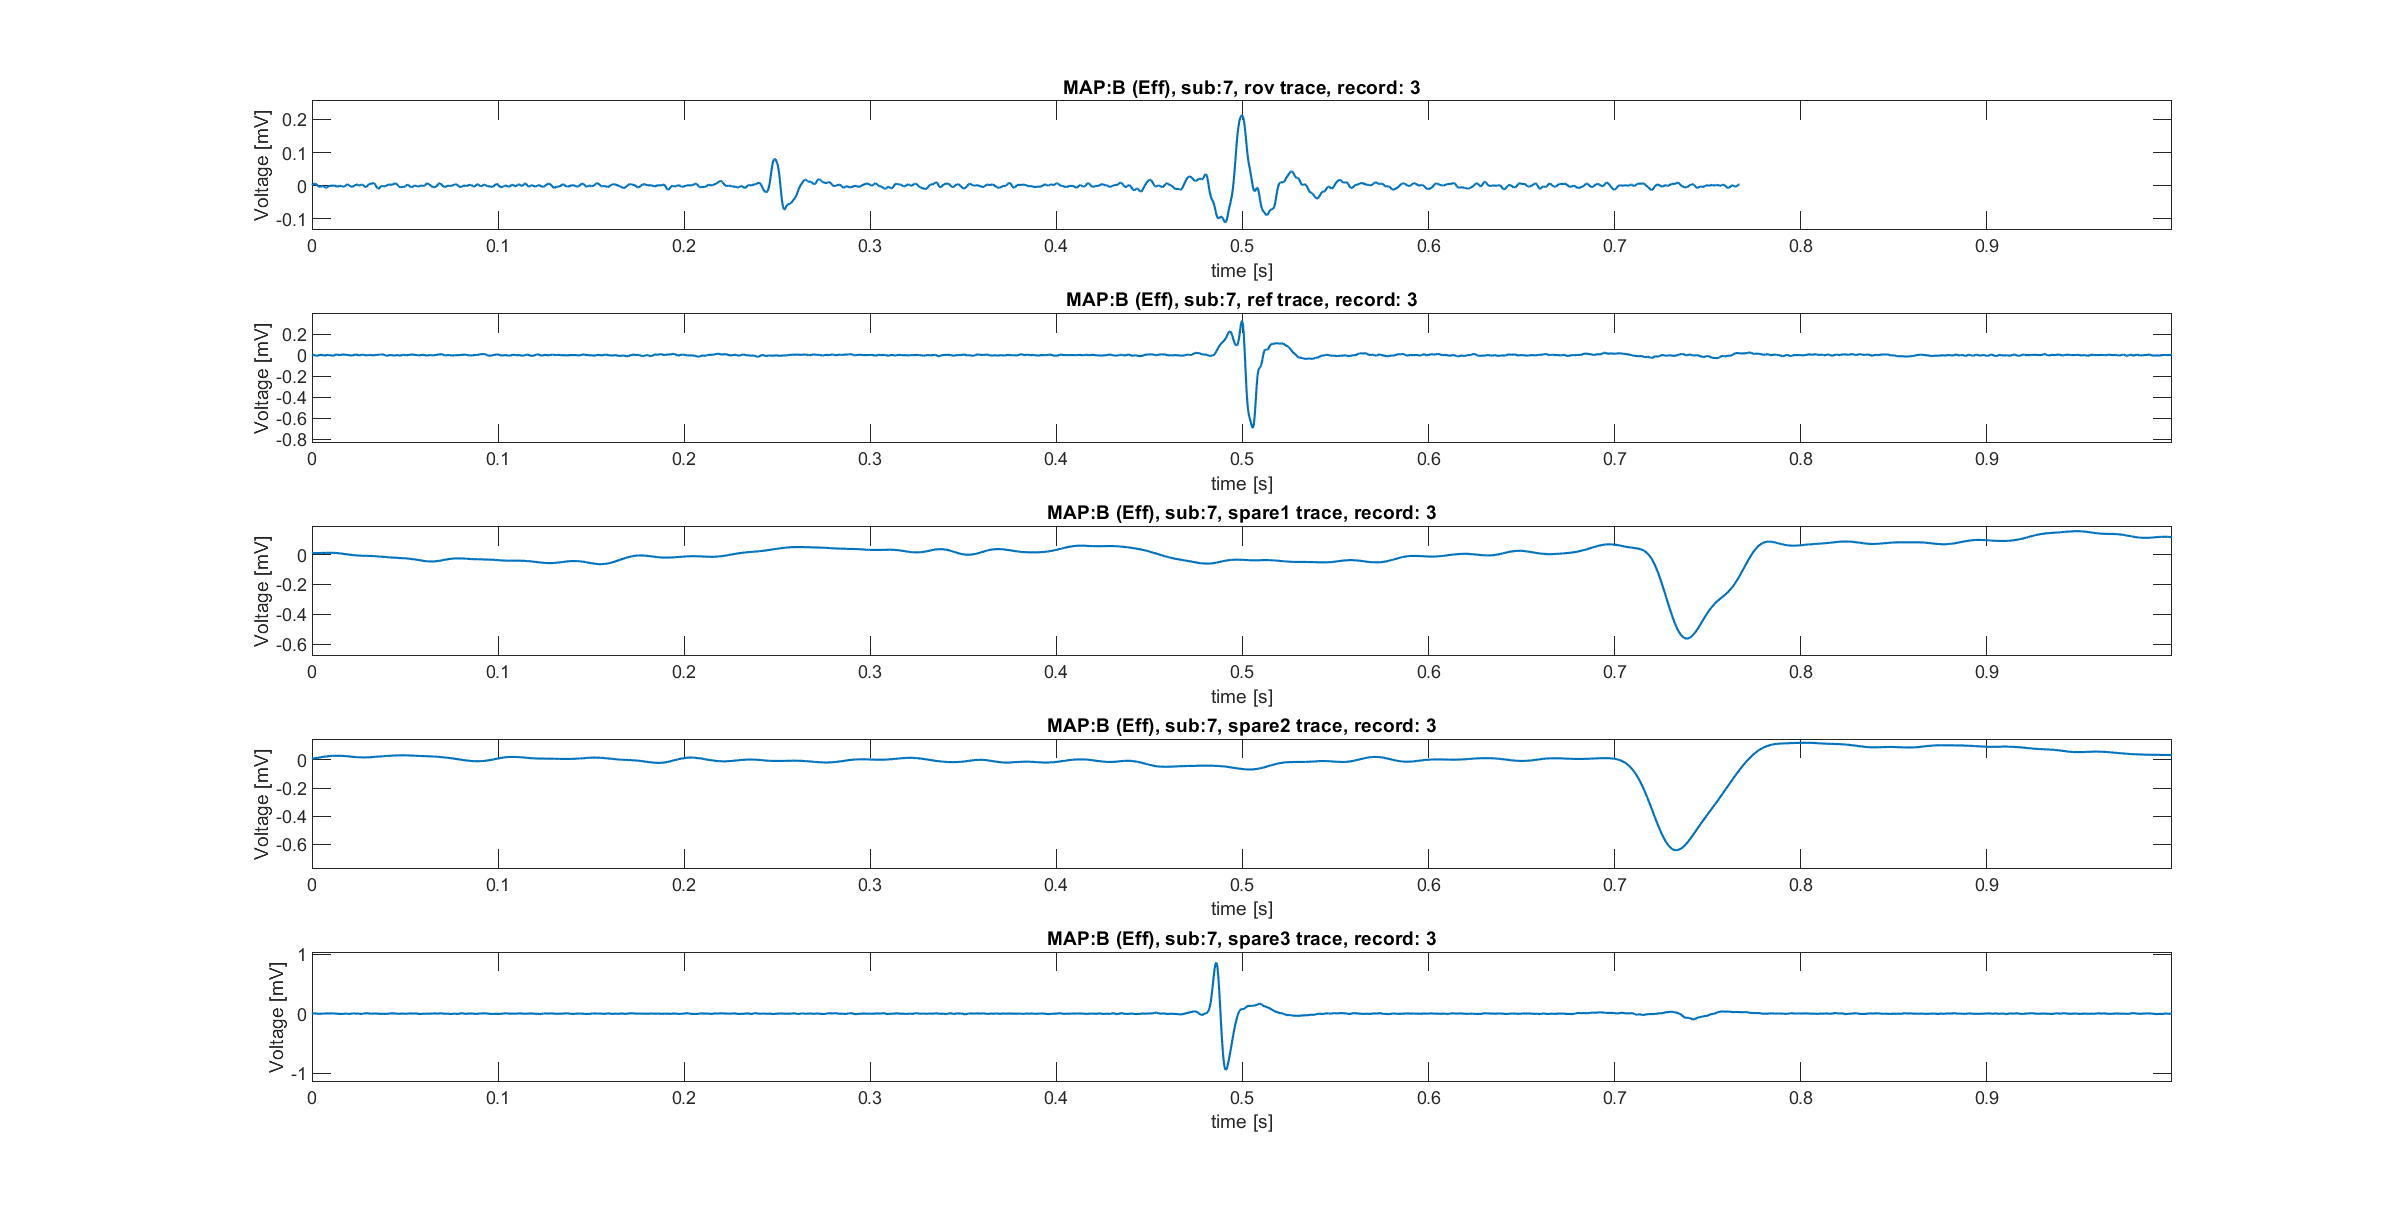 MAP:B (Eff), sub:7, rov trace, record: 3
Voltage [mV]
0.2
0.1
0
-0.1
0 0.1 0.2 0.3 0.4 0.5 0.6 0.7 0.8 0.9
time [s]
MAP:B (Eff), sub:7, ref trace, record: 3
Voltage [mV]
0.2
0
-0.2
-0.4
-0.6
-0.8
0 0.1 0.2 0.3 0.4 0.5 0.6 0.7 0.8 0.9
time [s]
MAP:B (Eff), sub:7, spare1 trace, record: 3
Voltage [mV]
0
-0.2
-0.4
-0.6
0 0.1 0.2 0.3 0.4 0.5 0.6 0.7 0.8 0.9
time [s]
MAP:B (Eff), sub:7, spare2 trace, record: 3
Voltage [mV]
0
-0.2
-0.4
-0.6
0 0.1 0.2 0.3 0.4 0.5 0.6 0.7 0.8 0.9
time [s]
MAP:B (Eff), sub:7, spare3 trace, record: 3
Voltage [mV]
1
0
-1
0 0.1 0.2 0.3 0.4 0.5 0.6 0.7 0.8 0.9
time [s]